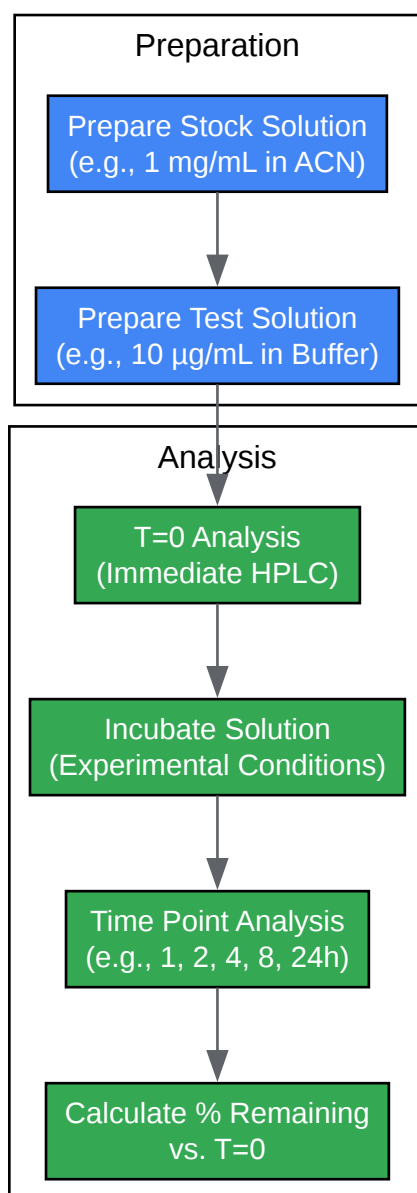 Preparation
Prepare Stock Solution
(e.g., 1 mg/mL in ACN)
Prepare Test Solution
(e.g., 10 µg/mL in Buffer)
Analysis
T=0 Analysis
(Immediate HPLC)
Incubate Solution
(Experimental Conditions)
Time Point Analysis
(e.g., 1, 2, 4, 8, 24h)
Calculate % Remaining
vs. T=0